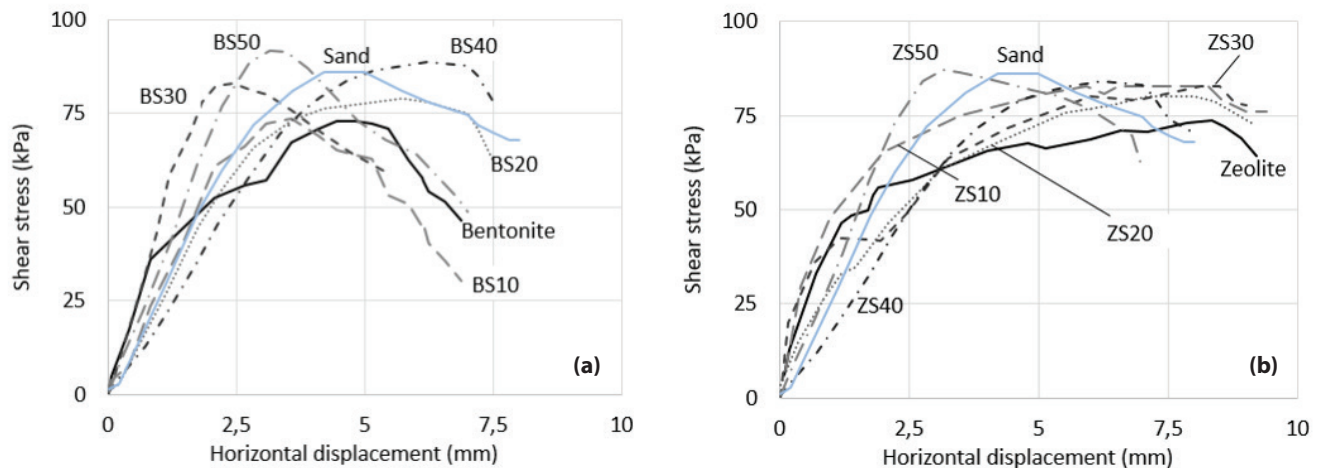 100
75
50
25
0
Shear stress (kPa)
BS50
Sand
BS40
BS30
BS20
Bentonite
BS10
(a)
0 2,5 5 7,5 10
Horizontal displacement (mm)
100
75
50
25
0
Shear stress (kPa)
ZS50
Sand
ZS30
Zeolite
ZS10
ZS20
ZS40
(b)
0 2,5 5 7,5 10
Horizontal displacement (mm)